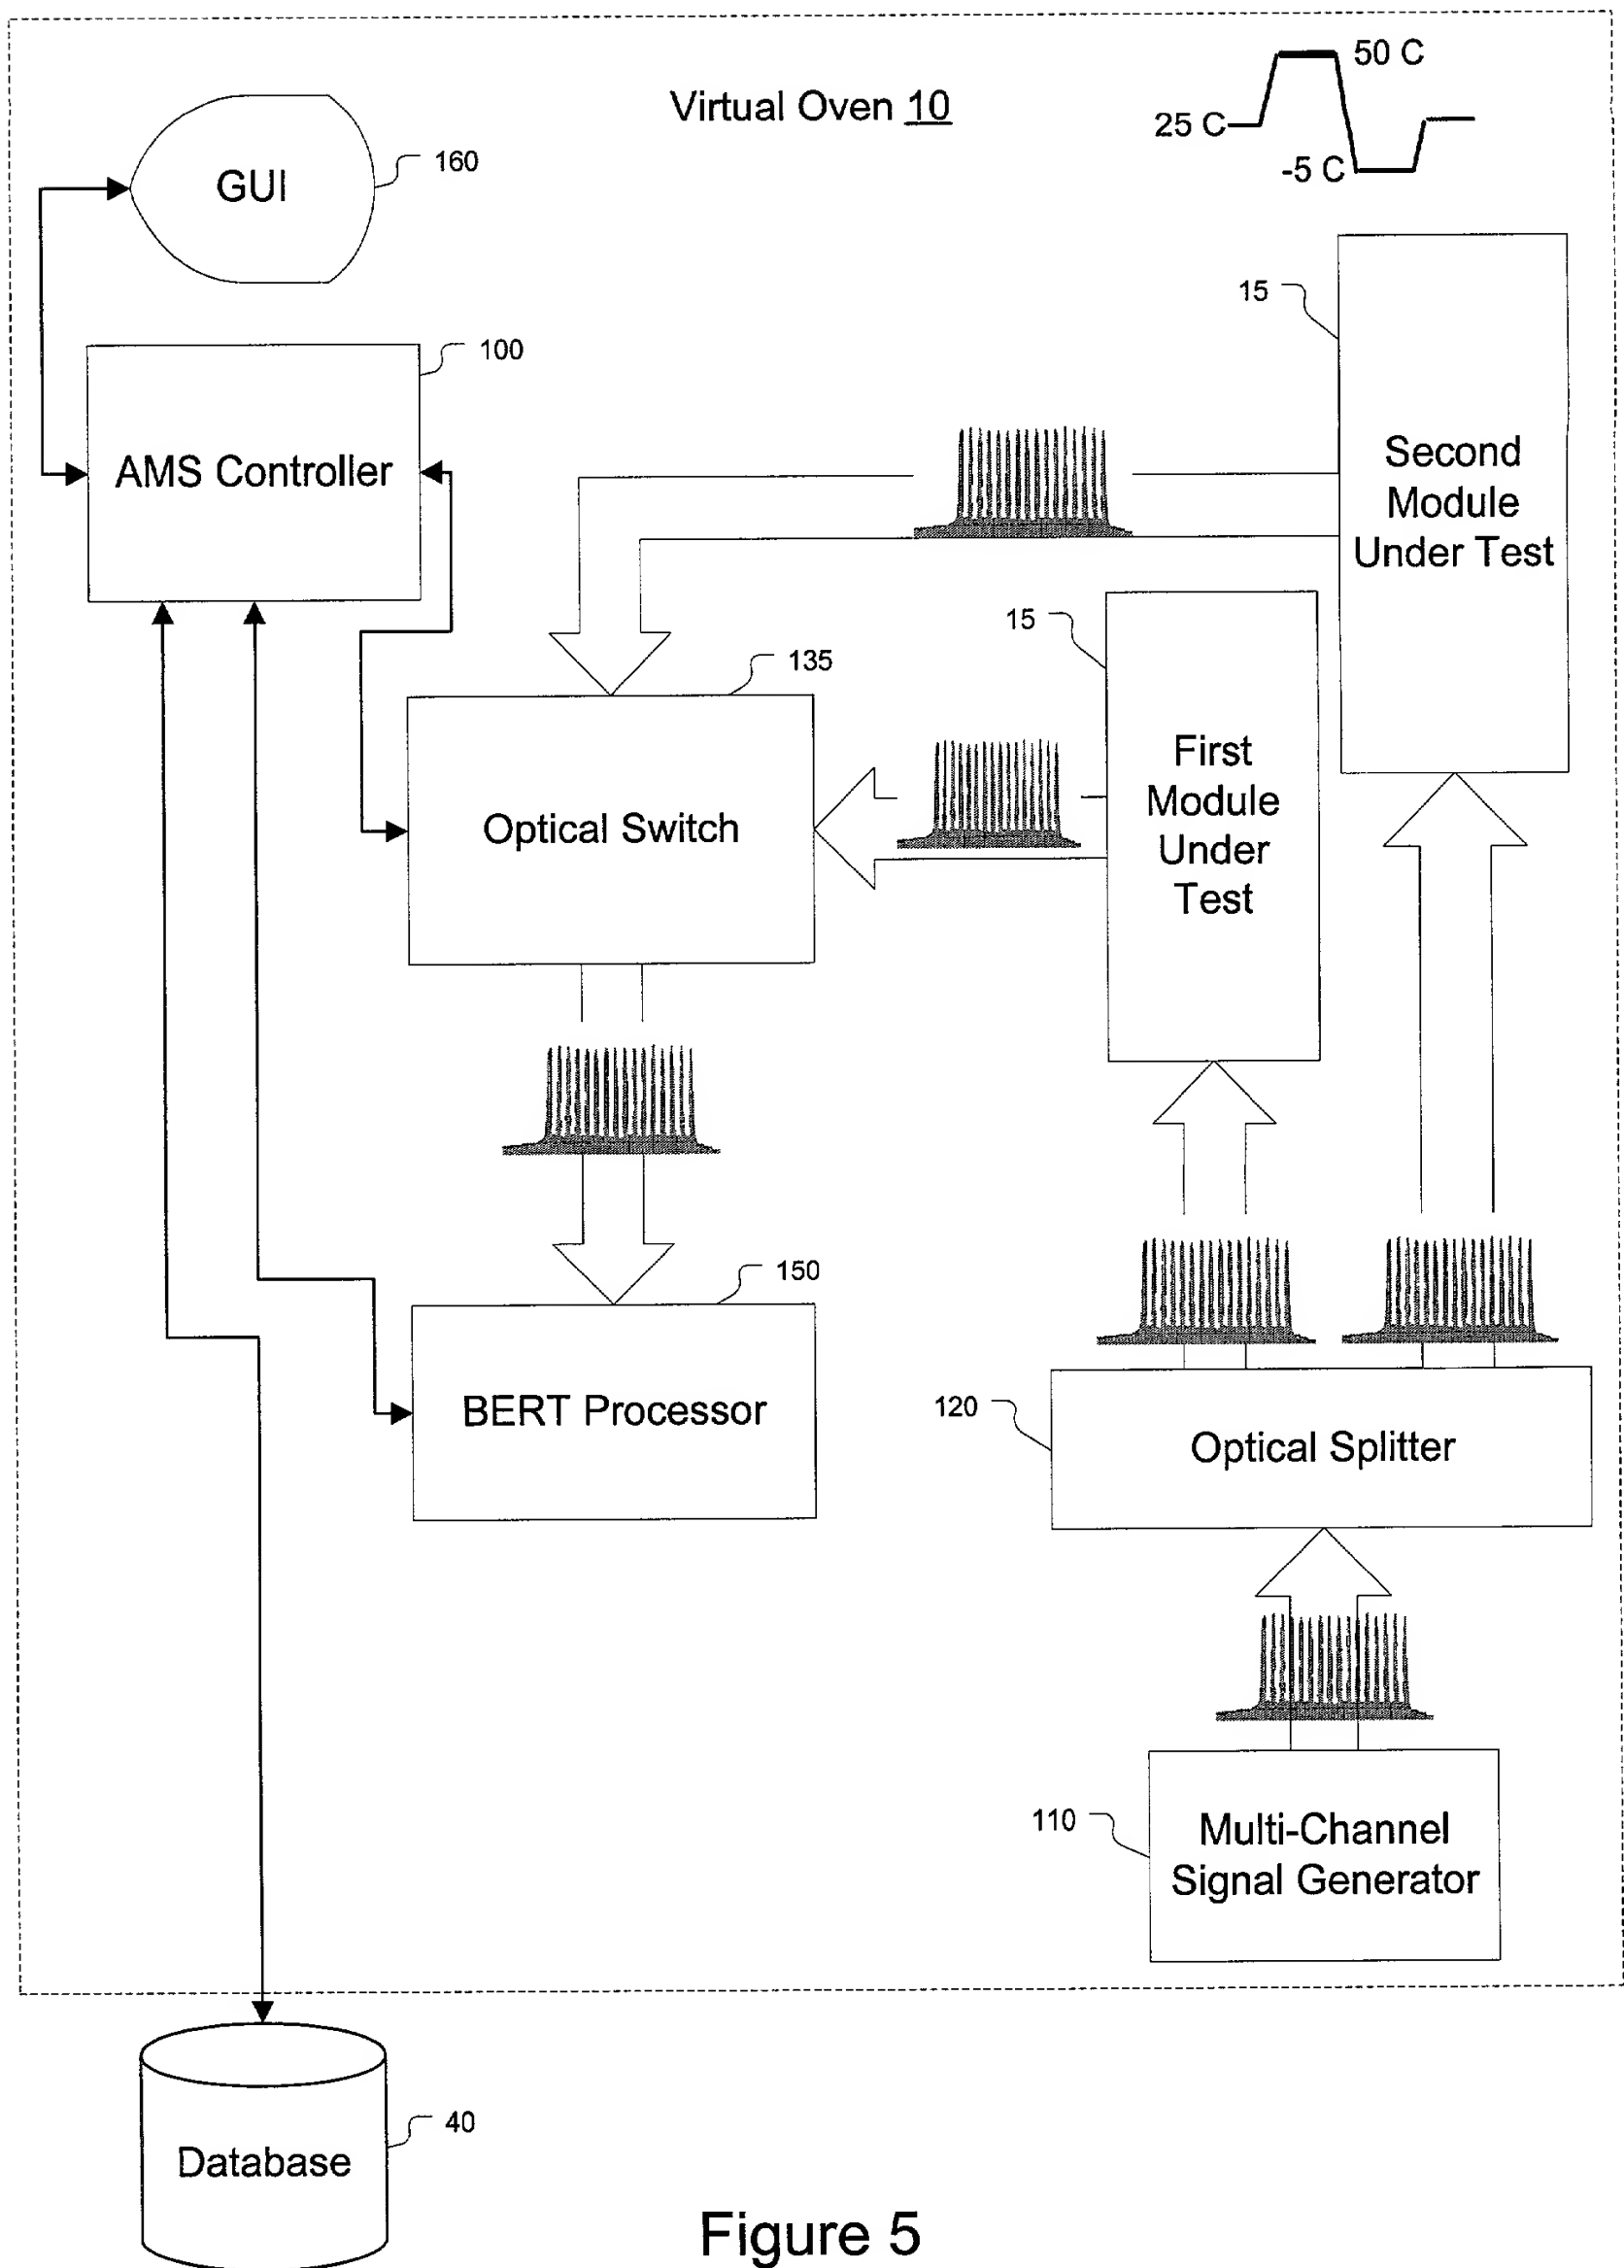 50 C
Virtual Oven 10
25 C
-5 C
160
GUI
15
100
AMS Controller
Second
Module
Under Test
15
135
First
Module
Under
Test
Optical Switch
150
BERT Processor
120
Optical Splitter
110
Multi-Channel
Signal Generator
40
Database
Figure 5